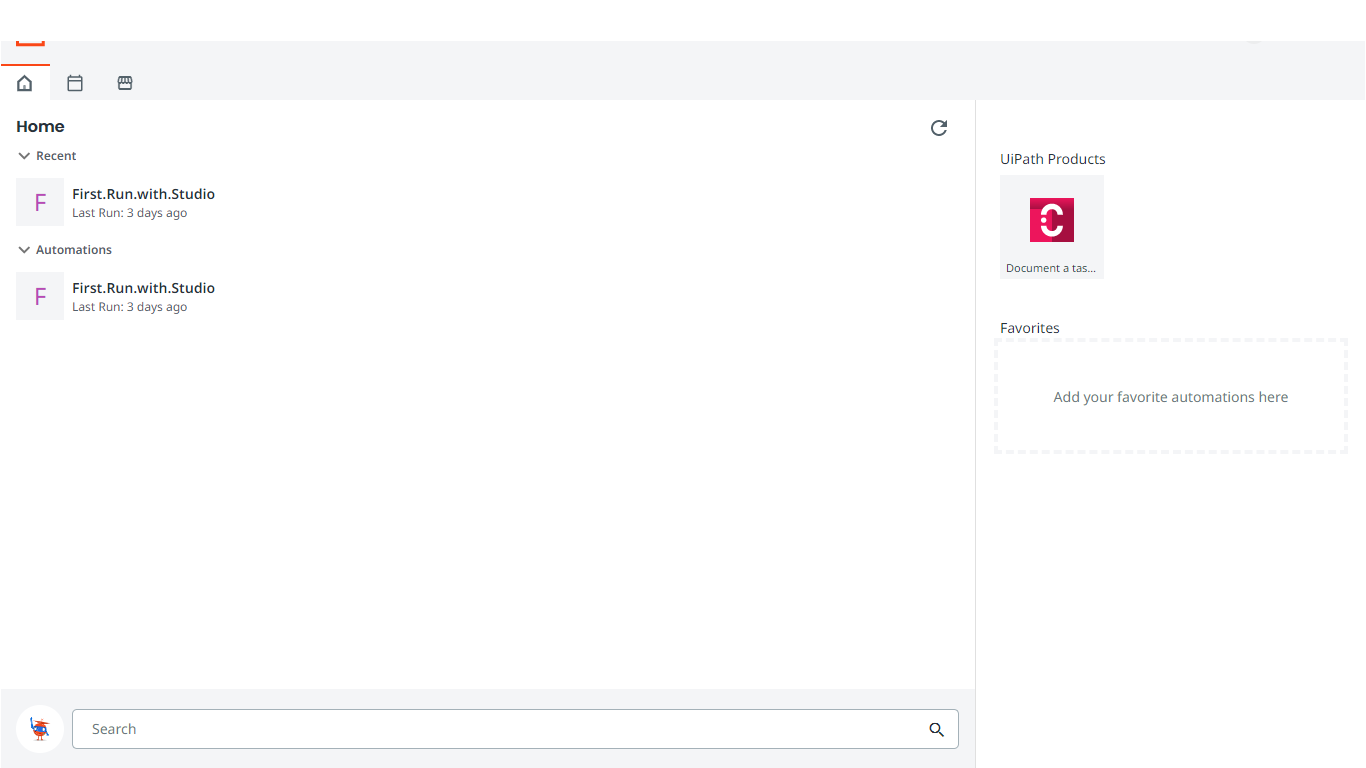 Home
Recent
F
First.Run.with.Studio
Last Run: 3 days ago
Automations
F
First.Run.with.Studio
Last Run: 3 days ago
Search
UiPath Products
Document a tas...
Favorites
Add your favorite automations here